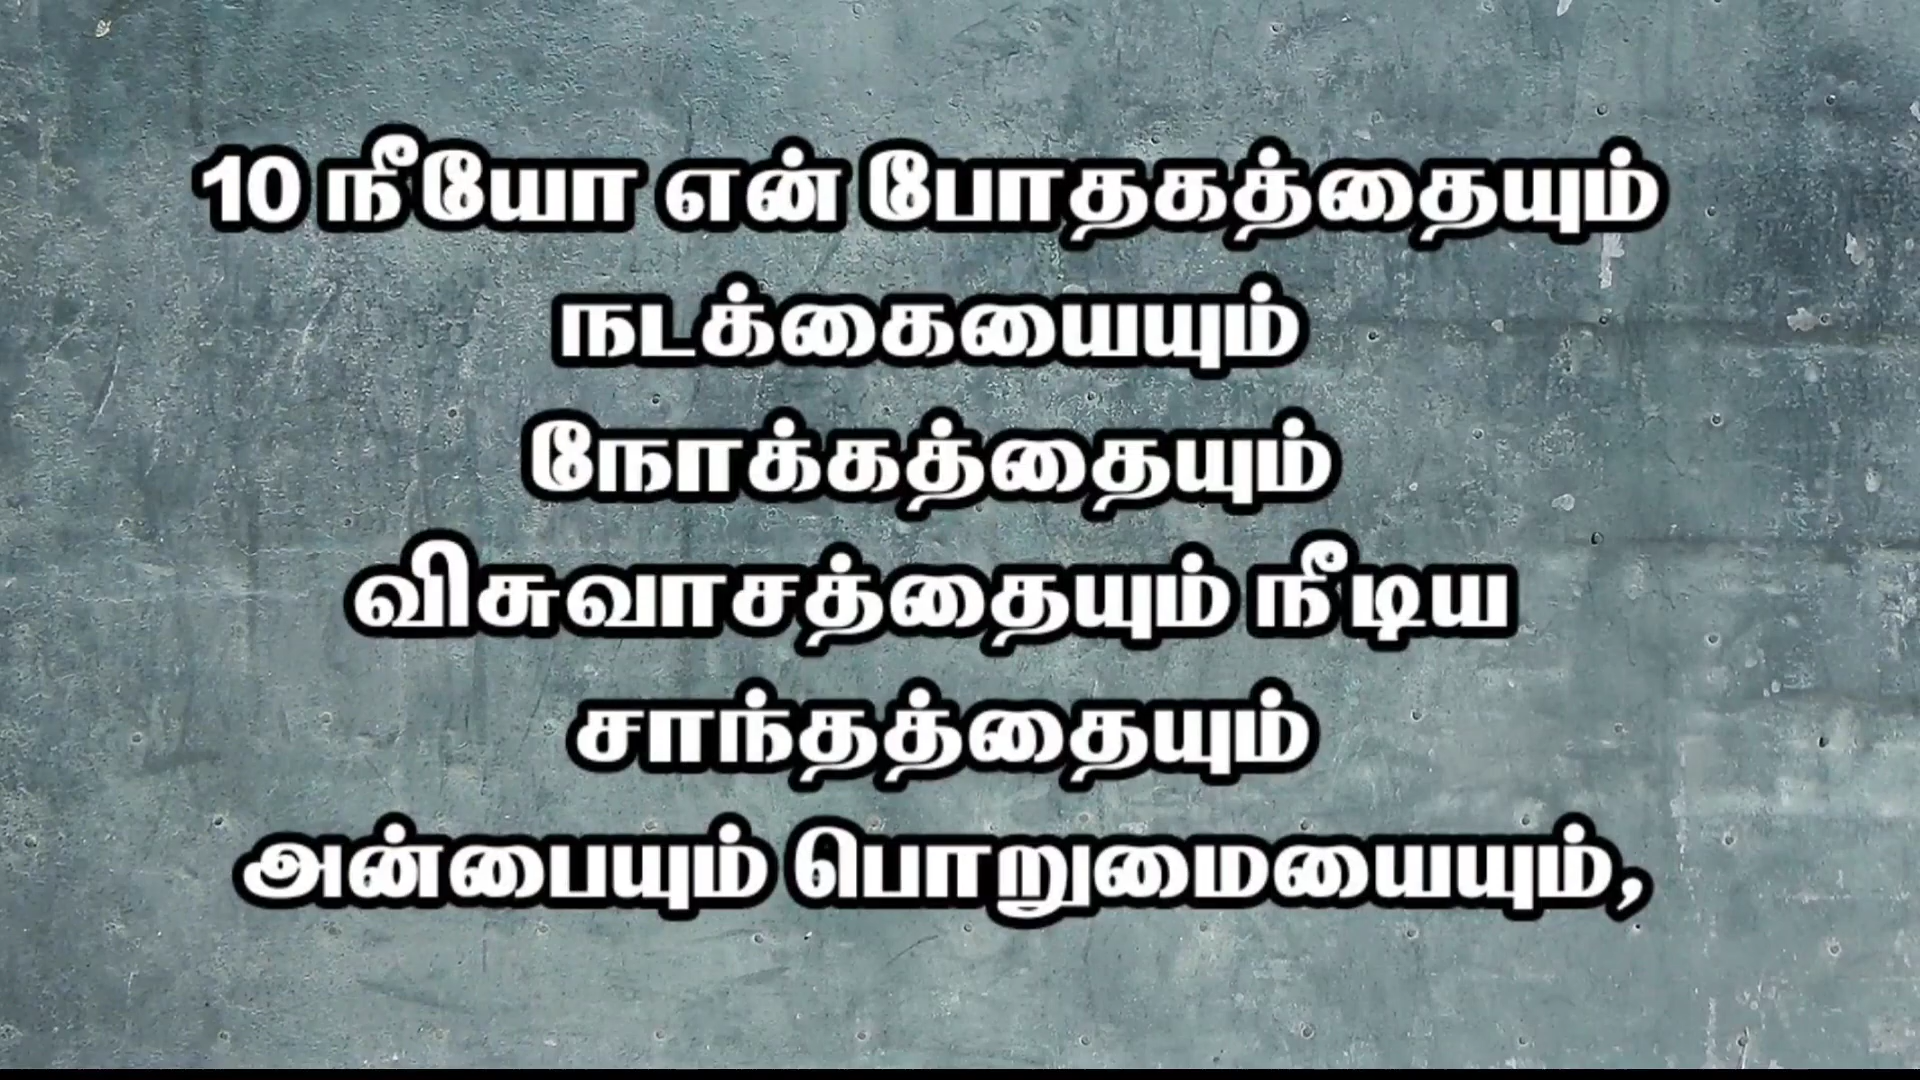 10 நீயோ என் போதகத்தையும்
நடக்கையையும்
நோக்கத்தையும்
விசுவாசத்தையும் நீடிய
சாந்தத்தையும்
அன்பையும் பொறுமையையும்,